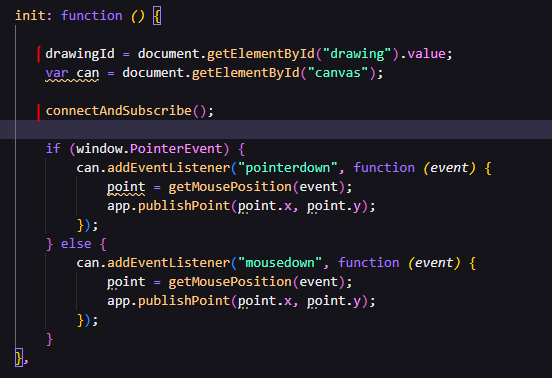 init: function () {
drawingId = document.getElementById("drawing").value;
var can = document.getElementById("canvas");
connectAndSubscribe();
if (window.PointerEvent) {
can.addEventListener("pointerdown", function (event) {
point = getMousePosition(event);
app.publishPoint(point.x, point.y);
});
} else {
can.addEventListener("mousedown", function (event) {
point = getMousePosition(event);
app.publishPoint(point.x, point.y);
});
}
},